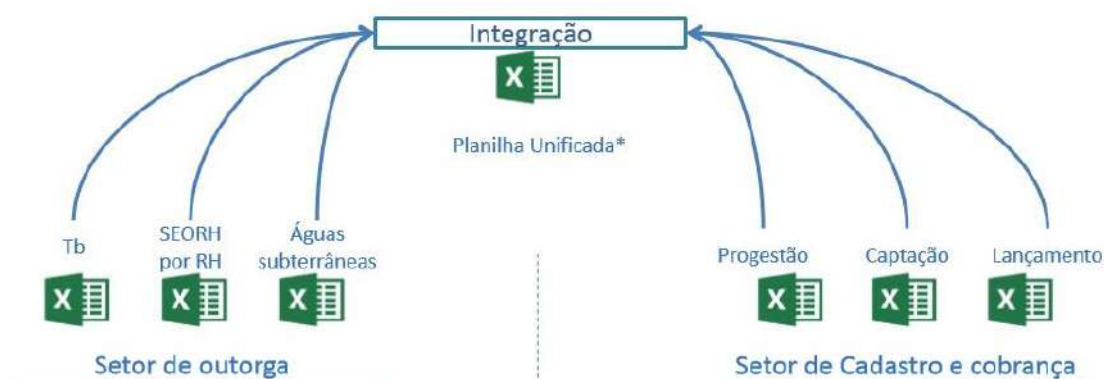 Integração
X
Planilha Unificada*
Tb
SEORH
por RH
Águas
subterrâneas
Progestão
Captação
Lançamento
X
X
X
X
X
X
Setor de outorga
Setor de Cadastro e cobrança